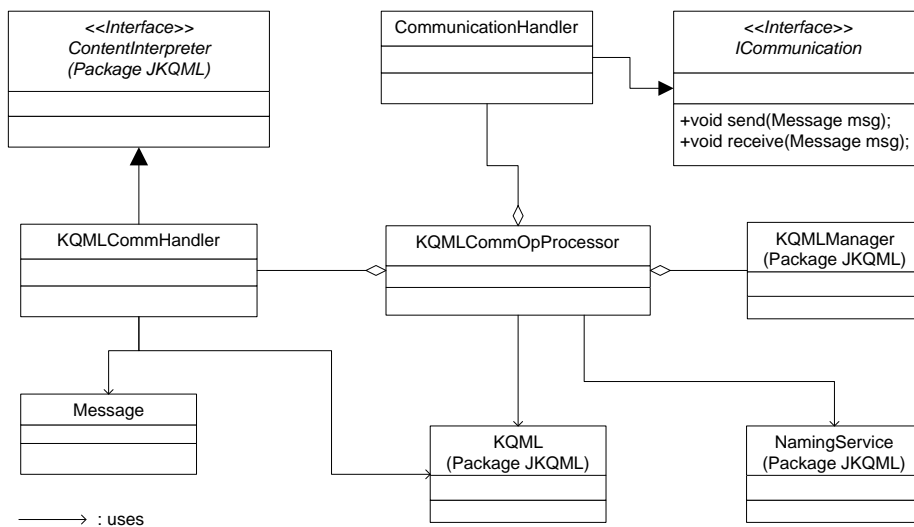 <<Interface>>
ContentInterpreter
(Package JKQML)
CommunicationHandler
<<Interface>>
ICommunication
+void send(Message msg);
+void receive(Message msg);
KQMLCommHandler
KQMLCommOpProcessor
KQMLManager
(Package JKQML)
Message
KQML
(Package JKQML)
NamingService
(Package JKQML)
: uses